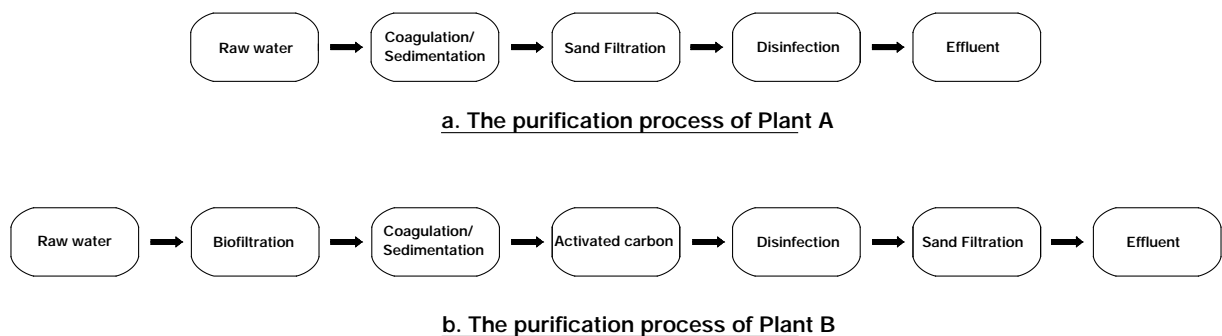 Raw water
Coagulation/
Sedimentation
Sand Filtration
Disinfection
Effluent
a. The purification process of Plant A
Raw water
Biofiltration
Coagulation/
Sedimentation
Activated carbon
Disinfection
Sand Filtration
Effluent
b. The purification process of Plant B